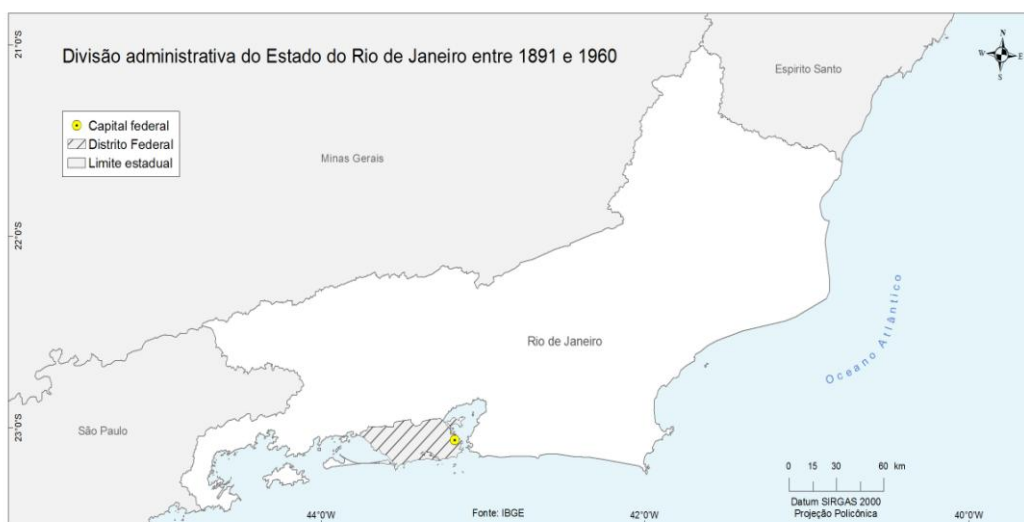 Divisão administrativa do Estado do Rio de Janeiro entre 1891 e 1960
N
W
E
S
21°0'S
Espirito Santo
Capital federal
Distrito Federal
Limite estadual
Minas Gerais
22°0'S
Oceano Atlântico
Rio de Janeiro
23°0'S
São Paulo
0 15 30 60 km
Datum SIRGAS 2000
Projeção Policônica
44°0'W
Fonte: IBGE
42°0'W
40°0'W